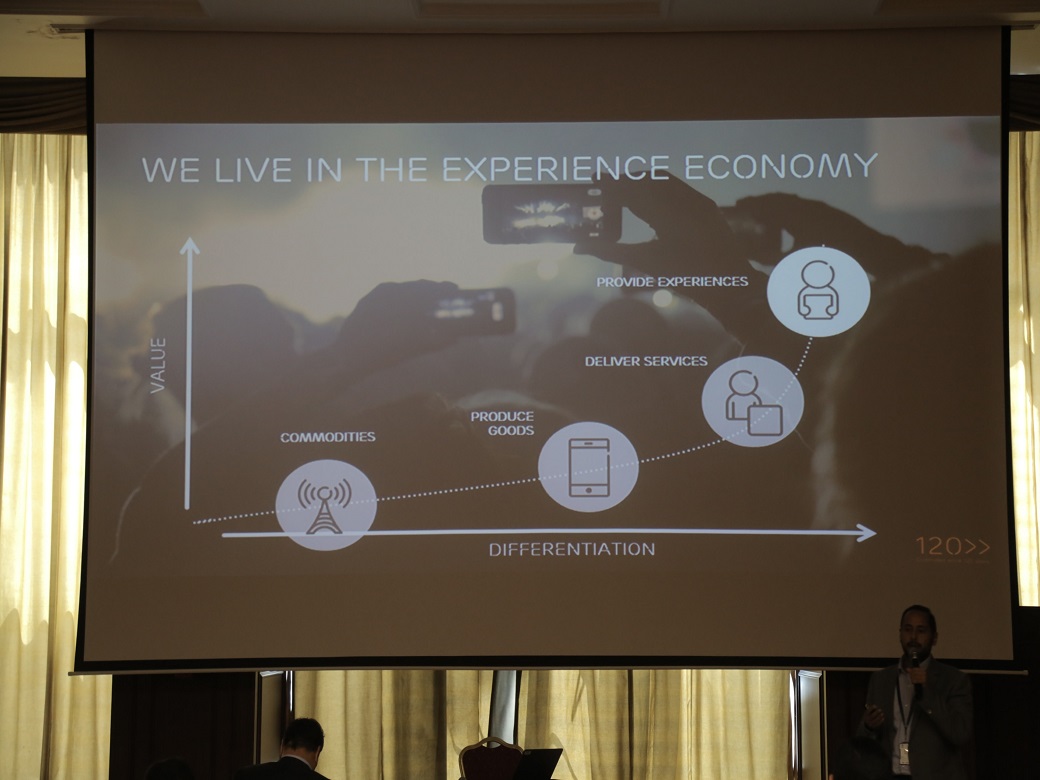 WE LIVE IN THE EXPERIENCE ECONOMY
PROVIDE EXPERIENCES
DELIVER SERVICES
VALUE
PRODUCE
GOODS
COMMODITIES
DIFFERENTIATION
120>>